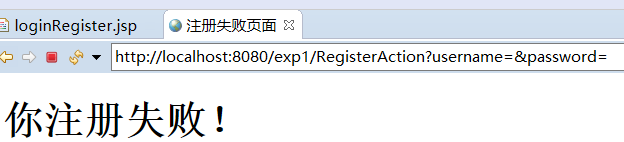 loginRegister.jsp
注册失败页面
http://localhost:8080/exp1/RegisterAction?username=&password=
你注册失败！